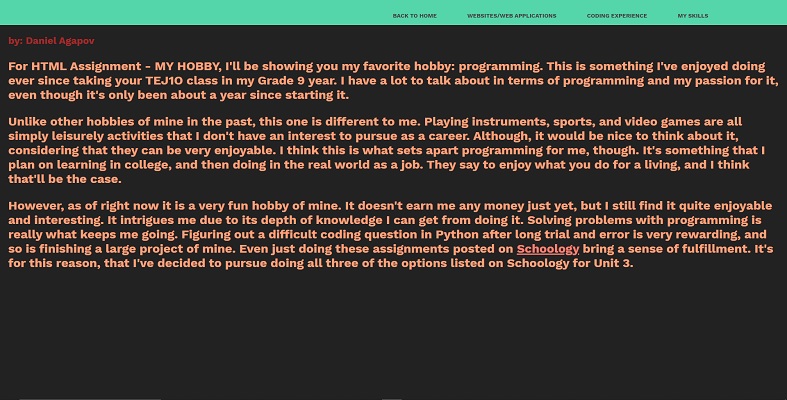 BACK TO HOME WEBSITES/WEB APPLICATIONS CODING EXPERIENCE MY SKILLS
by: Daniel Agapov
For HTML Assignment - MY HOBBY, I'll be showing you my favorite hobby: programming. This is something I've enjoyed doing
ever since taking your TEJ1O class in my Grade 9 year. I have a lot to talk about in terms of programming and my passion for it,
even though it's only been about a year since starting it.
Unlike other hobbies of mine in the past, this one is different to me. Playing instruments, sports, and video games are all
simply leisurely activities that I don't have an interest to pursue as a career. Although, it would be nice to think about it,
considering that they can be very enjoyable. I think this is what sets apart programming for me, though. It's something that I
plan on learning in college, and then doing in the real world as a job. They say to enjoy what you do for a living, and I think
that'll be the case.
However, as of right now it is a very fun hobby of mine. It doesn't earn me any money just yet, but I still find it quite enjoyable
and interesting. It intrigues me due to its depth of knowledge I can get from doing it. Solving problems with programming is
really what keeps me going. Figuring out a difficult coding question in Python after long trial and error is very rewarding, and
so is finishing a large project of mine. Even just doing these assignments posted on Schoology bring a sense of fulfillment. It's
for this reason, that I've decided to pursue doing all three of the options listed on Schoology for Unit 3.